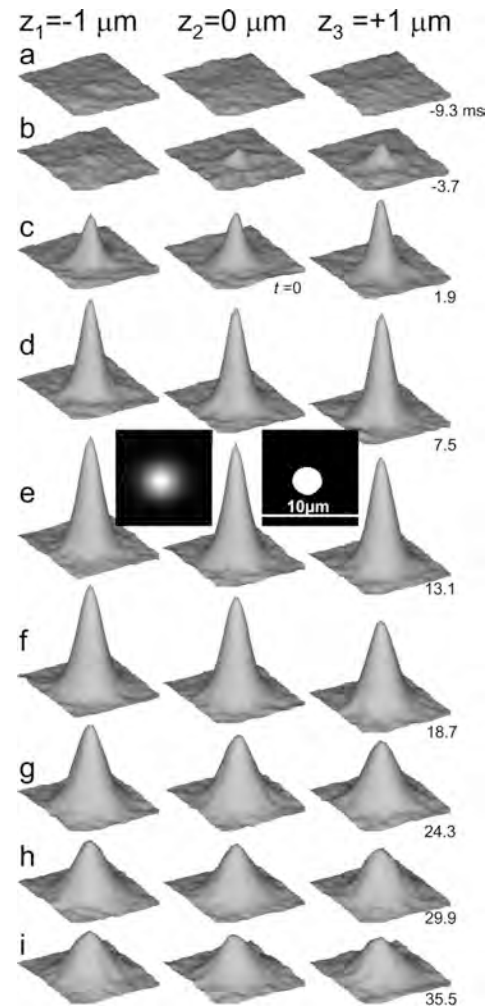 z₁=-1 µm z₂=0 µm z₃ =+1 µm
a
-9.3 ms
b
-3.7
c
t =0
1.9
d
7.5
e
10µm
13.1
f
18.7
g
24.3
h
29.9
i
35.5